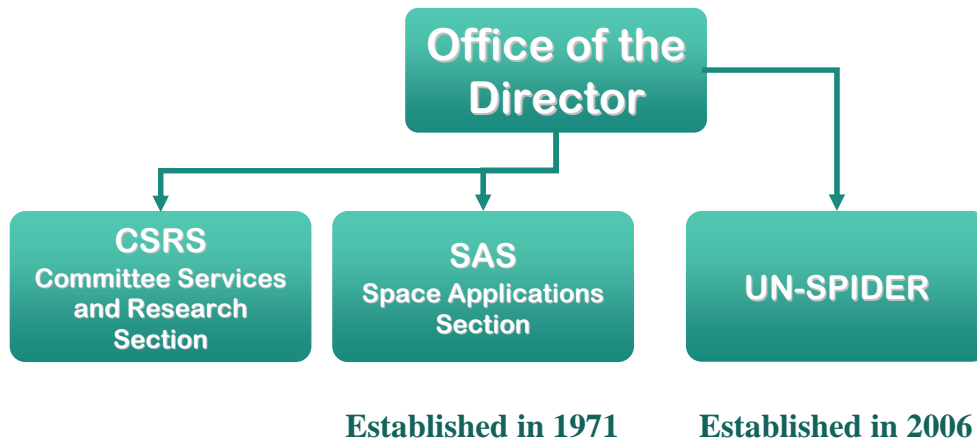 Office of the
Director
CSRS
Committee Services
and Research
Section
SAS
Space Applications
Section
UN-SPIDER
Established in 1971
Established in 2006